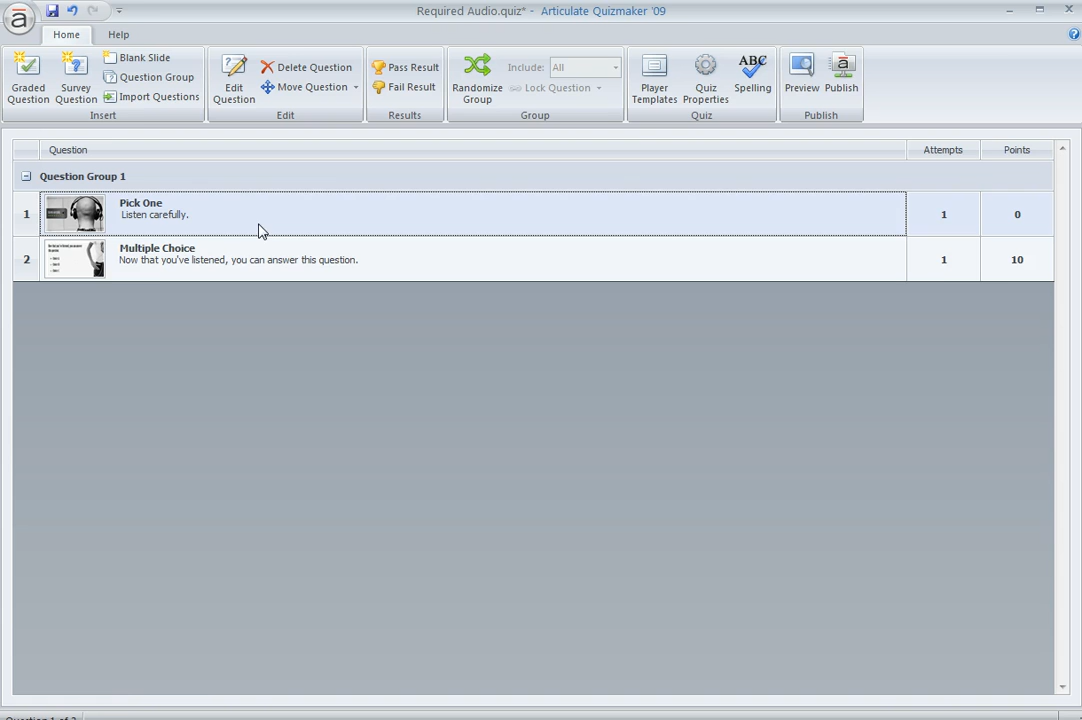 Required Audio.quiz* - Articulate Quizmaker '09
Home
Help
Graded Question
Survey Question
Blank Slide
Question Group
Import Questions
Insert
Edit Question
Delete Question
Move Question
Edit
Pass Result
Fail Result
Results
Randomize Group
Include: All
Lock Question
Group
Player Templates
Quiz Properties
ABC
Spelling
Quiz
Preview
Publish
Publish
Question Attempts Points
Question Group 1
1 Pick One 1 0
Listen carefully.
2 Multiple Choice 1 10
Now that you've listened, you can answer this question.
Question 1 of 2